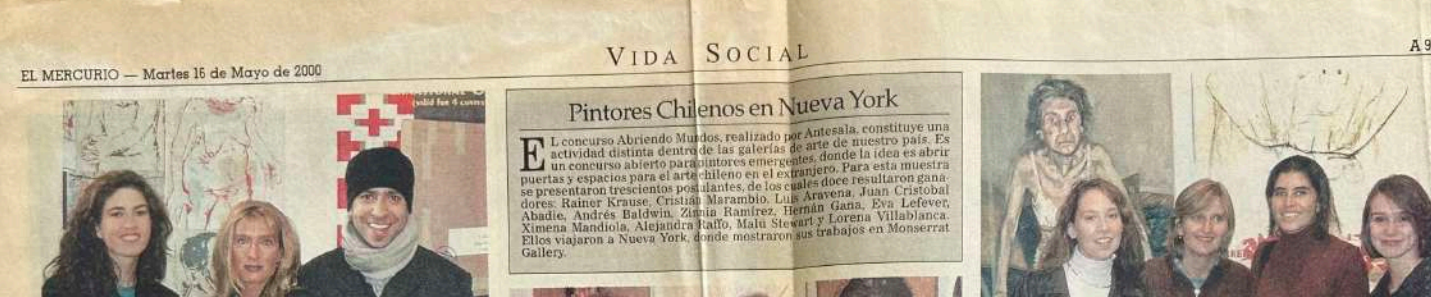 VIDA SOCIAL
A 9
EL MERCURIO — Martes 16 de Mayo de 2000
(valid for 4
Pintores Chilenos en Nueva York
EL concurso Abriendo Mundos, realizado por Antesala, constituye una
actividad distinta dentro de las galerías de arte de nuestro país. Es
un concurso abierto para pintores emergentes, donde la idea es abrir
puertas y espacios para el arte chileno en el extranjero. Para esta muestra
se presentaron trescientos postulantes, de los cuales doce resultaron gana-
dores: Rainer Krause, Cristián Marambio, Luis Aravena, Juan Cristóbal
Abadie, Andrés Baldwin, Zinnia Ramírez, Hernán Gana, Eva Lefever,
Ximena Mandiola, Alejandra Raffo, Malú Stewart y Lorena Villablanca.
Ellos viajaron a Nueva York, donde mostraron sus trabajos en Monserrat
Gallery.